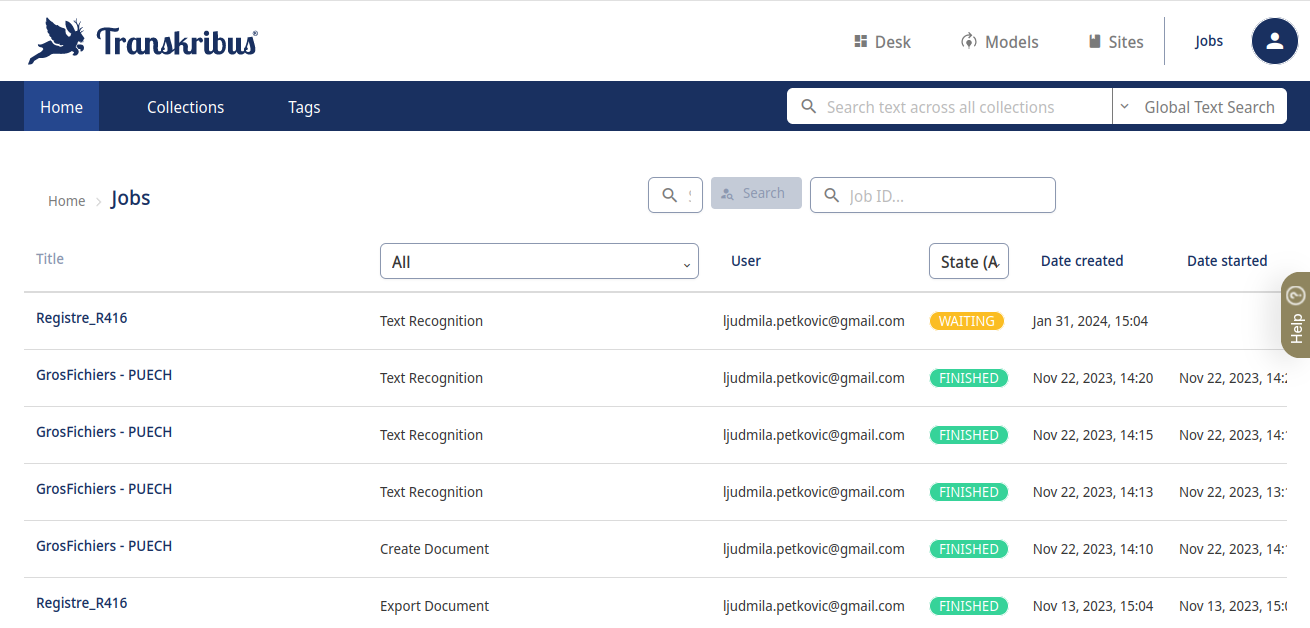 Transkribus®
Desk Models Sites Jobs
Home Collections Tags
Search text across all collections Global Text Search
Home > Jobs
Search Job ID...
Title All User State (A Date created Date started
Registre_R416 Text Recognition ljudmila.petkovic@gmail.com WAITING Jan 31, 2024, 15:04
GrosFichiers - PUECH Text Recognition ljudmila.petkovic@gmail.com FINISHED Nov 22, 2023, 14:20 Nov 22, 2023, 14:
GrosFichiers - PUECH Text Recognition ljudmila.petkovic@gmail.com FINISHED Nov 22, 2023, 14:15 Nov 22, 2023, 14:
GrosFichiers - PUECH Text Recognition ljudmila.petkovic@gmail.com FINISHED Nov 22, 2023, 14:13 Nov 22, 2023, 13:
GrosFichiers - PUECH Create Document ljudmila.petkovic@gmail.com FINISHED Nov 22, 2023, 14:10 Nov 22, 2023, 14:
Registre_R416 Export Document ljudmila.petkovic@gmail.com FINISHED Nov 13, 2023, 15:04 Nov 13, 2023, 15:
Help